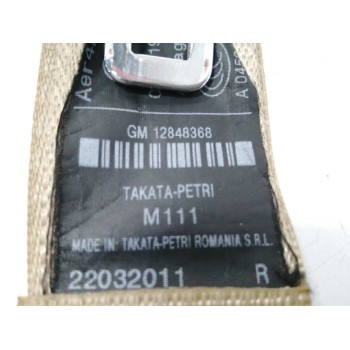 GM 12848368
TAKATA-PETRI
M111
MADE IN: TAKATA-PETRI ROMANIA S.R.L.
22032011 R